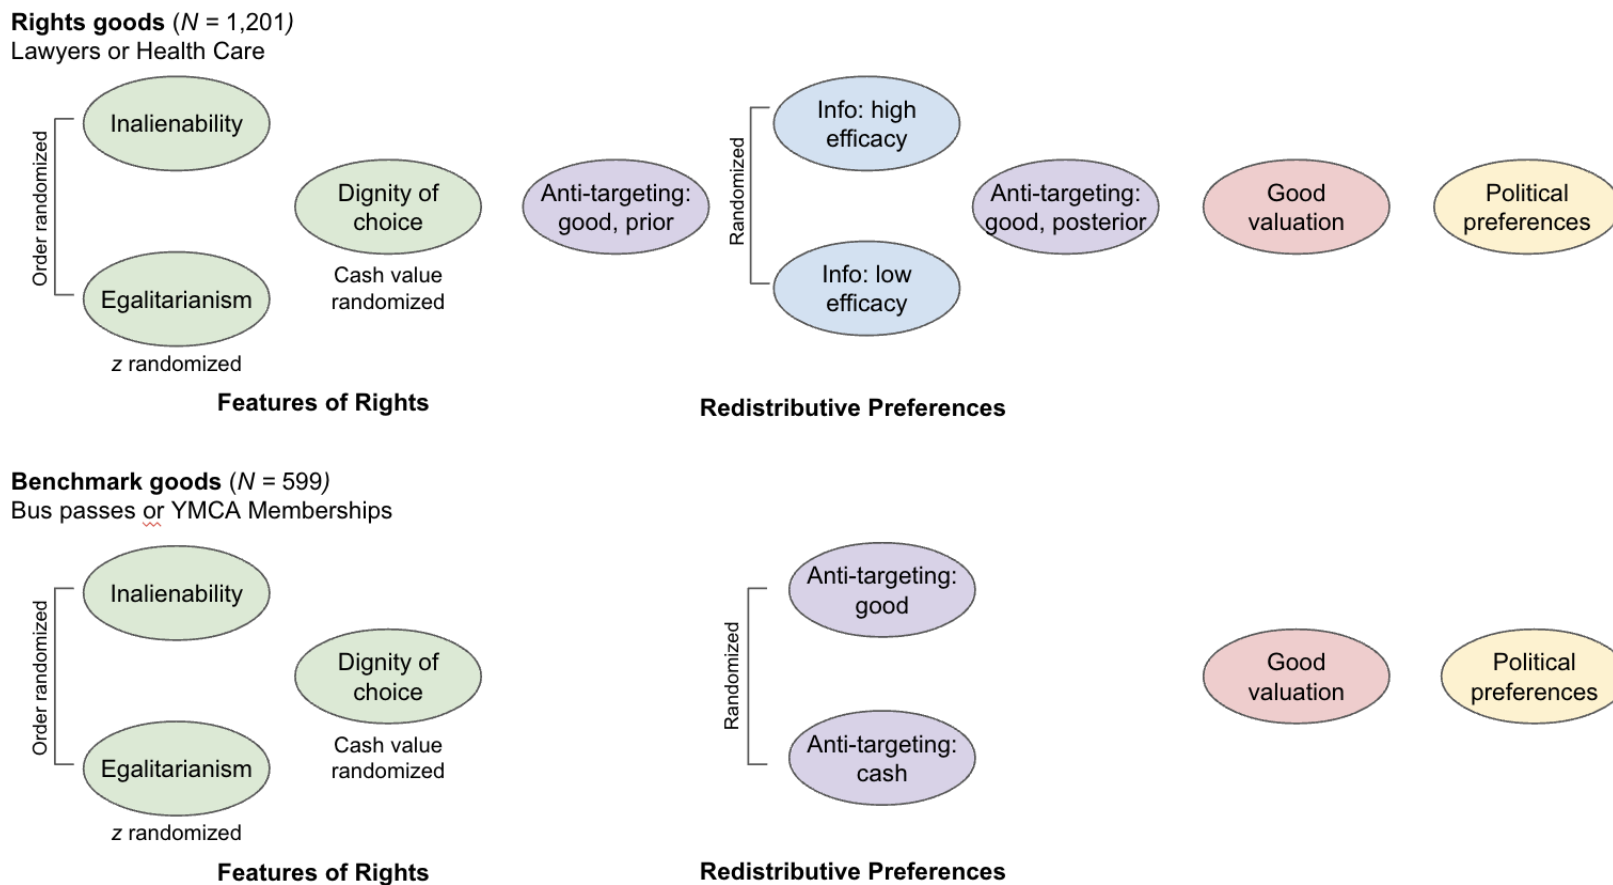 Rights goods (N = 1,201)
Lawyers or Health Care
Order randomized
Inalienability
Egalitarianism
z randomized
Dignity of
choice
Cash value
randomized
Features of Rights
Anti-targeting:
good, prior
Randomized
Info: high
efficacy
Info: low
efficacy
Anti-targeting:
good, posterior
Redistributive Preferences
Good
valuation
Political
preferences
Benchmark goods (N = 599)
Bus passes or YMCA Memberships
Order randomized
Inalienability
Egalitarianism
z randomized
Dignity of
choice
Cash value
randomized
Features of Rights
Randomized
Anti-targeting:
good
Anti-targeting:
cash
Redistributive Preferences
Good
valuation
Political
preferences